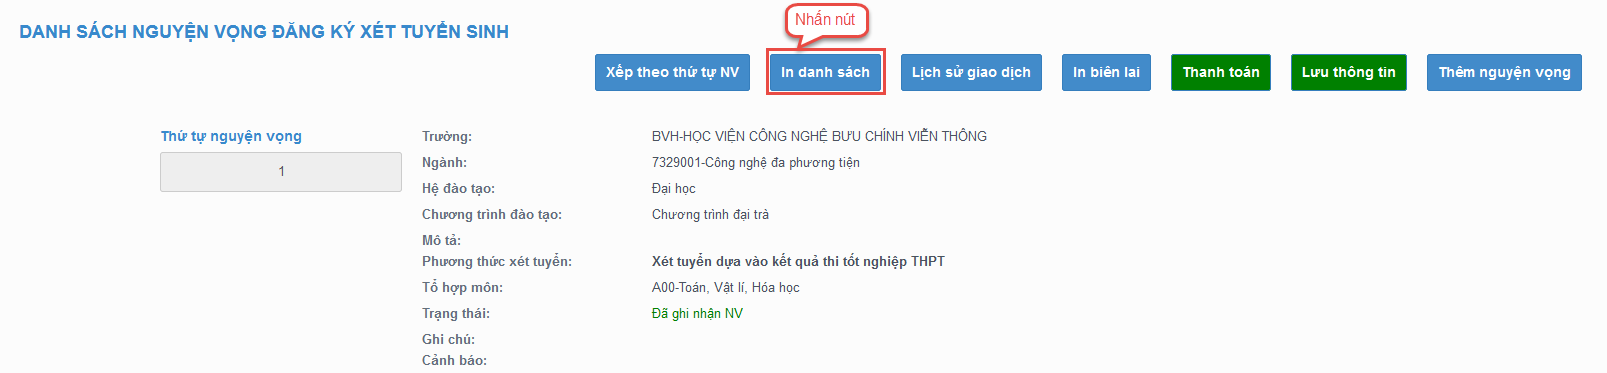 Nhấn nút
DANH SÁCH NGUYỆN VỌNG ĐĂNG KÝ XÉT TUYỂN SINH
Xếp theo thứ tự NV In danh sách Lịch sử giao dịch In biên lai Thanh toán Lưu thông tin Thêm nguyện vọng
Thứ tự nguyện vọng
1
Trường: BVH-HỌC VIỆN CÔNG NGHỆ BƯU CHÍNH VIỄN THÔNG
Ngành: 7329001-Công nghệ đa phương tiện
Hệ đào tạo: Đại học
Chương trình đào tạo: Chương trình đại trà
Mô tả:
Phương thức xét tuyển: Xét tuyển dựa vào kết quả thi tốt nghiệp THPT
Tổ hợp môn: A00-Toán, Vật lí, Hóa học
Trạng thái: Đã ghi nhận NV
Ghi chú:
Cảnh báo: